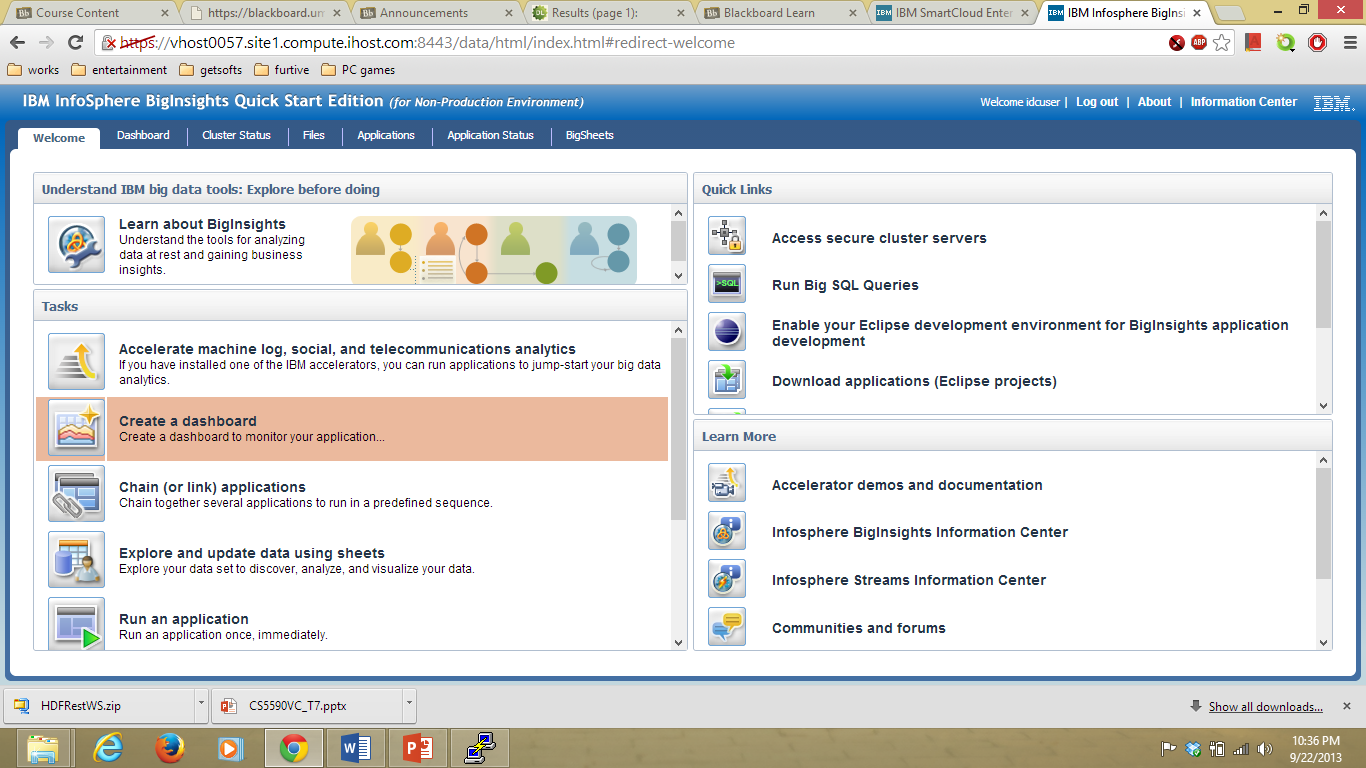 Course Content
https://blackboard.um
Announcements
Results (page 1):
Blackboard Learn
IBM SmartCloud Enter
IBM Infosphere BigInsi
https://vhost0057.site1.compute.ihost.com:8443/data/html/index.html#redirect-welcome
works entertainment getsofts furtive PC games
IBM InfoSphere BigInsights Quick Start Edition (for Non-Production Environment)
Welcome idcuser | Log out | About | Information Center
IBM.
Welcome Dashboard Cluster Status Files Applications Application Status BigSheets
Understand IBM big data tools: Explore before doing
Learn about BigInsights
Understand the tools for analyzing
data at rest and gaining business
insights.
Tasks
Accelerate machine log, social, and telecommunications analytics
If you have installed one of the IBM accelerators, you can run applications to jump-start your big data
analytics.
Create a dashboard
Create a dashboard to monitor your application...
Chain (or link) applications
Chain together several applications to run in a predefined sequence.
Explore and update data using sheets
Explore your data set to discover, analyze, and visualize your data.
Run an application
Run an application once, immediately.
Quick Links
Access secure cluster servers
>SQL
Run Big SQL Queries
Enable your Eclipse development environment for BigInsights application
development
Download applications (Eclipse projects)
Learn More
Accelerator demos and documentation
Infosphere BigInsights Information Center
Infosphere Streams Information Center
Communities and forums
HDFRestWS.zip
CS5590VC_T7.pptx
Show all downloads...
10:36 PM
9/22/2013